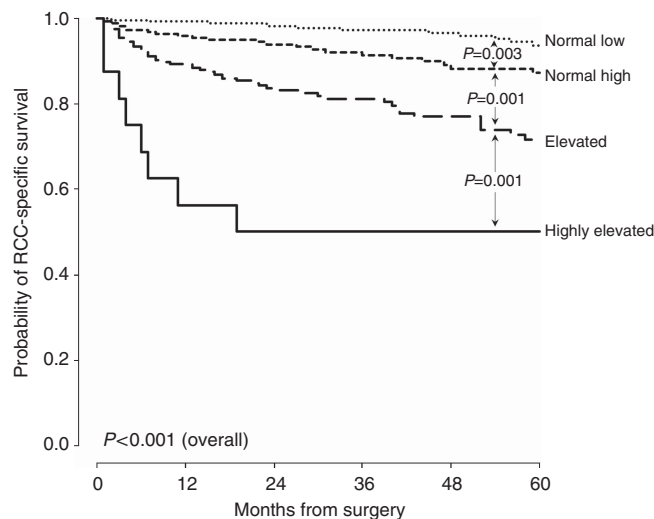 1.0
0.8
0.6
0.4
0.2
0.0
Probability of RCC-specific survival
Normal low
P=0.003
Normal high
P=0.001
Elevated
P=0.001
Highly elevated
P<0.001 (overall)
0 12 24 36 48 60
Months from surgery